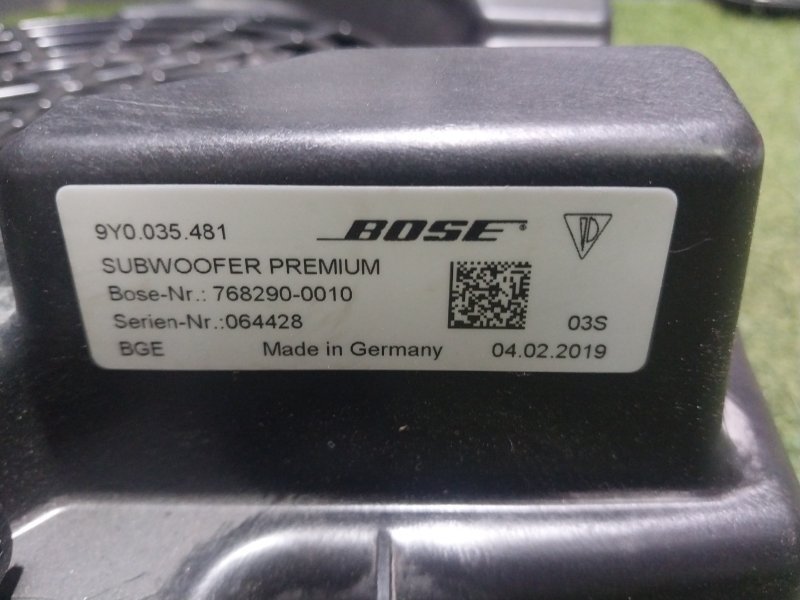 9Y0.035.481 BOSE®
SUBWOOFER PREMIUM
Bose-Nr.: 768290-0010
Serien-Nr.:064428 03S
BGE Made in Germany 04.02.2019